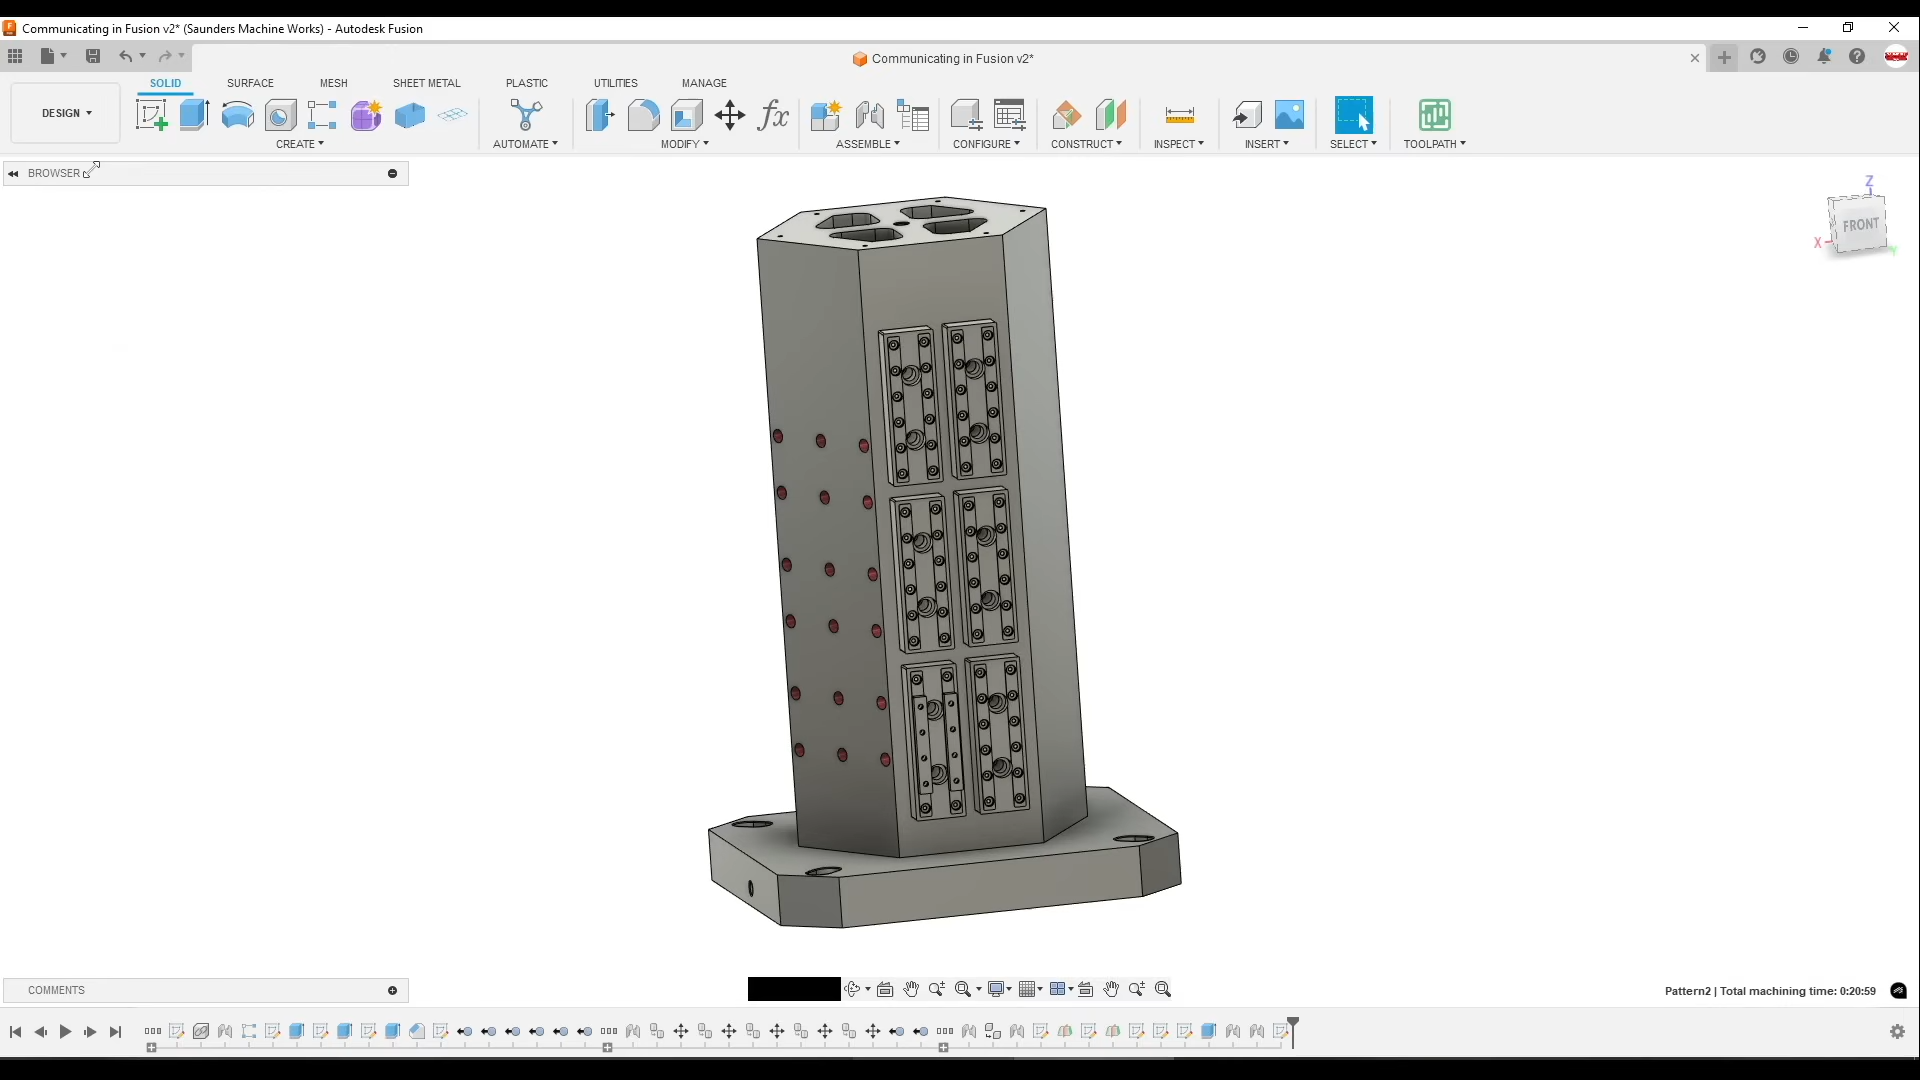 Communicating in Fusion v2* (Saunders Machine Works) - Autodesk Fusion
Communicating in Fusion v2*
SOLID SURFACE MESH SHEET METAL PLASTIC UTILITIES MANAGE
DESIGN
CREATE AUTOMATE MODIFY ASSEMBLE CONFIGURE CONSTRUCT INSPECT INSERT SELECT TOOLPATH
BROWSER
Z
FRONT
X
Y
COMMENTS
Pattern2 | Total machining time: 0:20:59